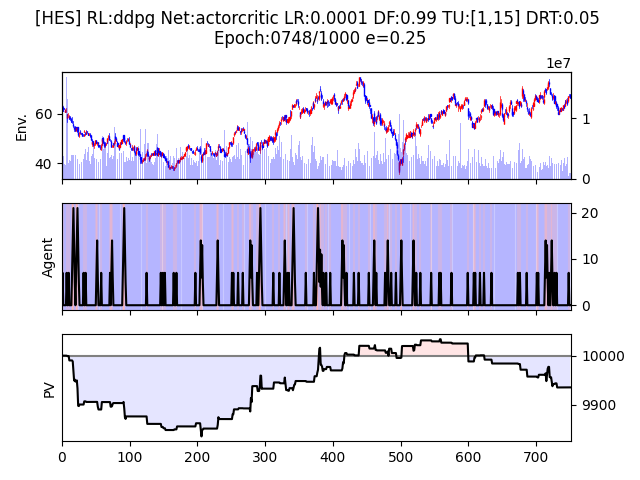 [HES] RL:ddpg Net:actorcritic LR:0.0001 DF:0.99 TU:[1,15] DRT:0.05
Epoch:0748/1000 e=0.25
1e7
Env.
60
40
1
0
Agent
20
10
0
PV
10000
9900
0 100 200 300 400 500 600 700